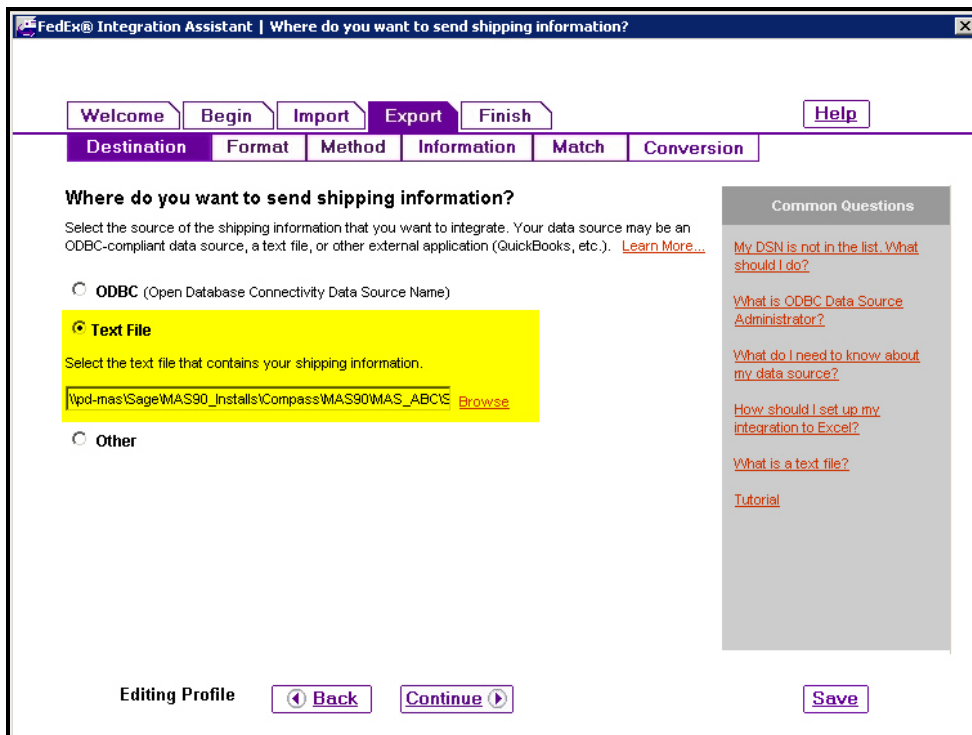 FedEx® Integration Assistant | Where do you want to send shipping information?
Welcome Begin Import Export Finish Help
Destination Format Method Information Match Conversion
Where do you want to send shipping information?
Select the source of the shipping information that you want to integrate. Your data source may be an
ODBC-compliant data source, a text file, or other external application (QuickBooks, etc.). Learn More...
ODBC (Open Database Connectivity Data Source Name)
Text File
Select the text file that contains your shipping information.
\\pd-mas\Sage\MAS90_Installs\Compass\MAS90\MAS_ABC\S Browse
Other
Common Questions
My DSN is not in the list. What
should I do?
What is ODBC Data Source
Administrator?
What do I need to know about
my data source?
How should I set up my
integration to Excel?
What is a text file?
Tutorial
Editing Profile Back Continue Save